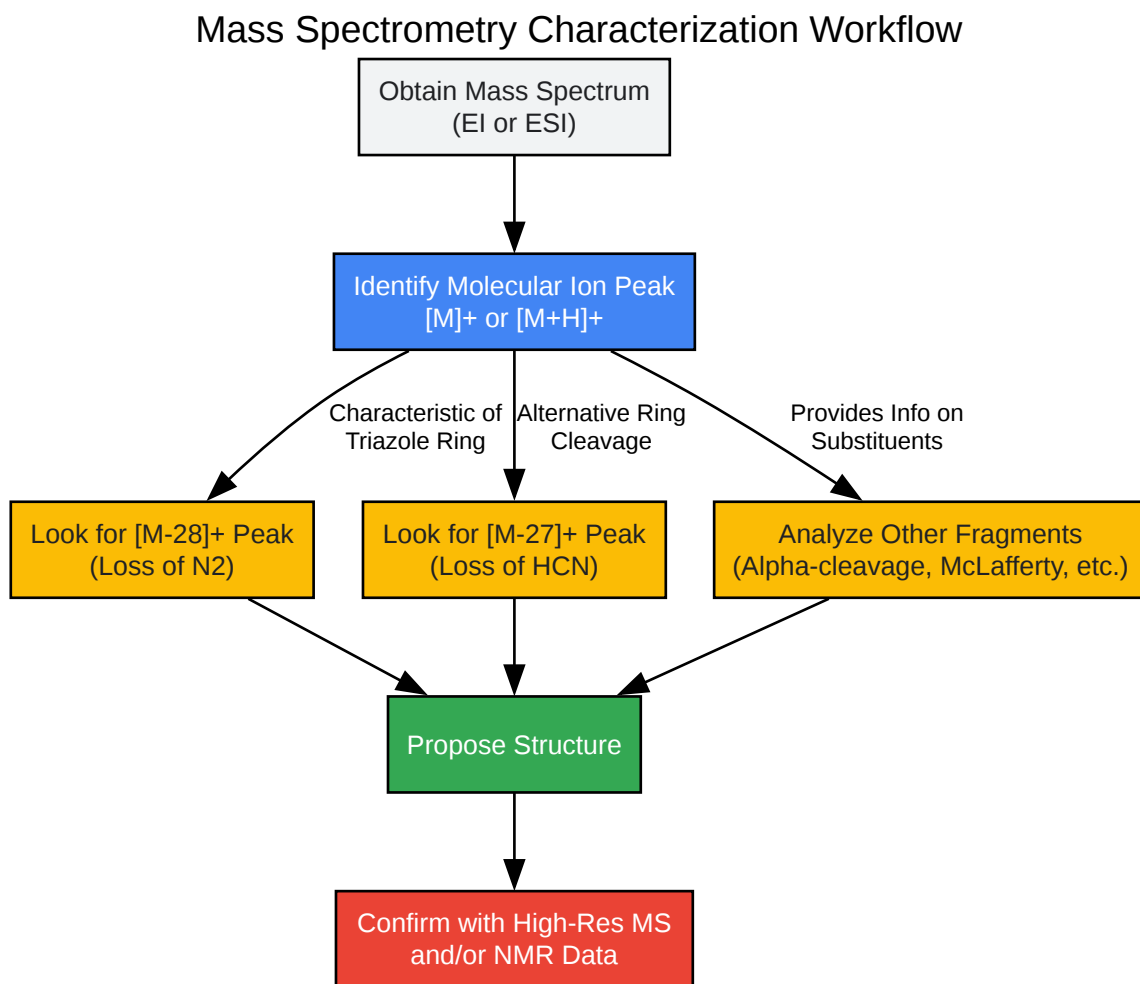 Mass Spectrometry Characterization Workflow
Obtain Mass Spectrum
(EI or ESI)
Identify Molecular Ion Peak
[M]+ or [M+H]+
Characteristic of
Triazole Ring
Alternative Ring
Cleavage
Provides Info on
Substituents
Look for [M-28]+ Peak
(Loss of N2)
Look for [M-27]+ Peak
(Loss of HCN)
Analyze Other Fragments
(Alpha-cleavage, McLafferty, etc.)
Propose Structure
Confirm with High-Res MS
and/or NMR Data